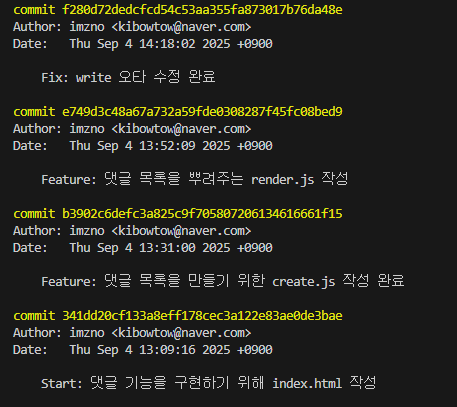 commit f280d72dedcfcd54c53aa355fa873017b76da48e
Author: imzno <kibowtow@naver.com>
Date:   Thu Sep 4 14:18:02 2025 +0900
Fix: write 오타 수정 완료
commit e749d3c48a67a732a59fde0308287f45fc08bed9
Author: imzno <kibowtow@naver.com>
Date:   Thu Sep 4 13:52:09 2025 +0900
Feature: 댓글 목록을 뿌려주는 render.js 작성
commit b3902c6defc3a825c9f705807206134616661f15
Author: imzno <kibowtow@naver.com>
Date:   Thu Sep 4 13:31:00 2025 +0900
Feature: 댓글 목록을 만들기 위한 create.js 작성 완료
commit 341dd20cf133a8eff178cec3a122e83ae0de3bae
Author: imzno <kibowtow@naver.com>
Date:   Thu Sep 4 13:09:16 2025 +0900
Start: 댓글 기능을 구현하기 위해 index.html 작성